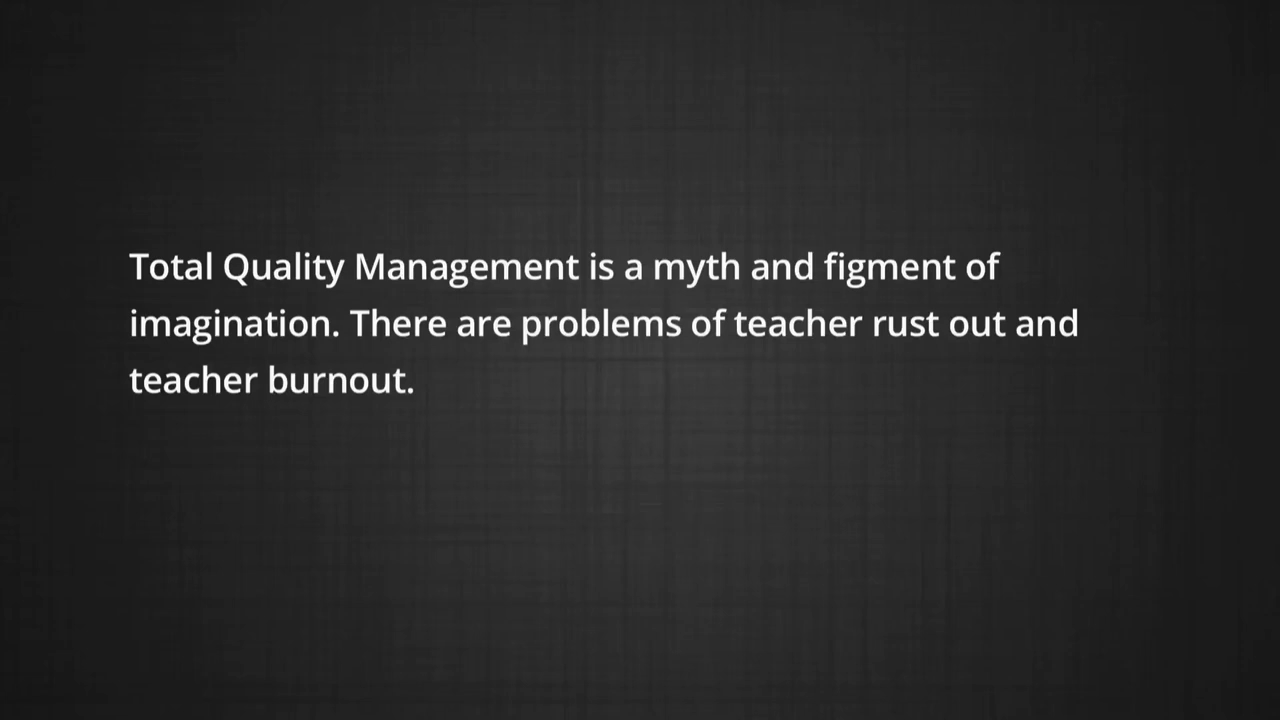 Total Quality Management is a myth and figment of
imagination. There are problems of teacher rust out and
teacher burnout.